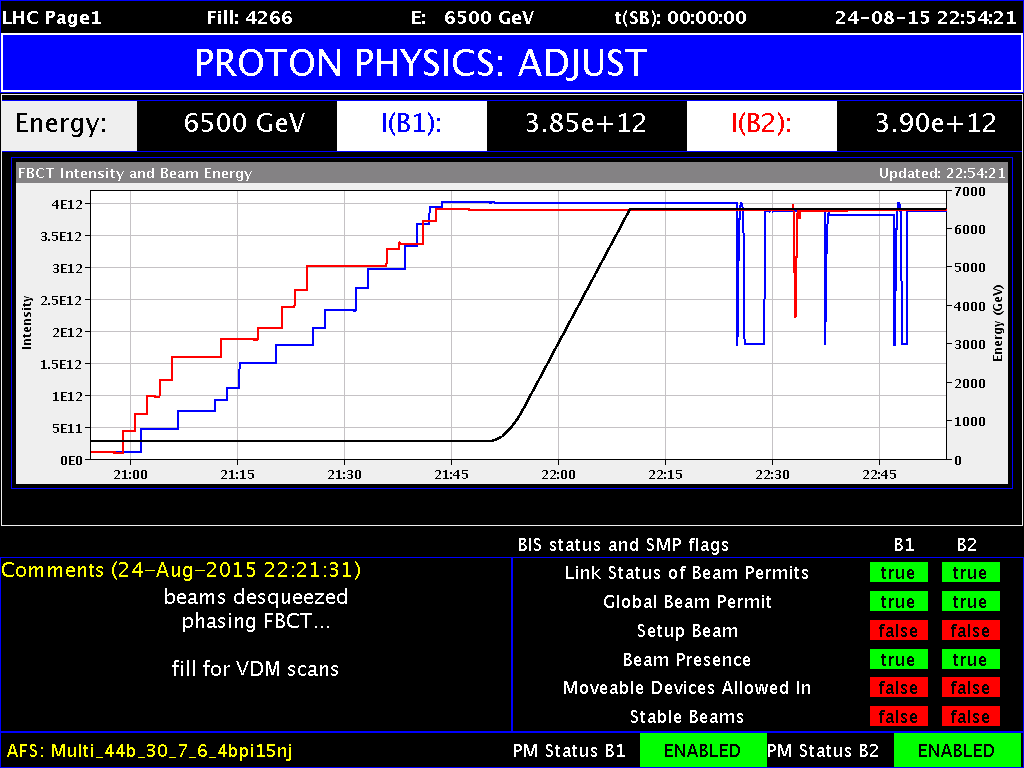 LHC Page1 Fill: 4266 E: 6500 GeV t(SB): 00:00:00 24-08-15 22:54:21
PROTON PHYSICS: ADJUST
Energy: 6500 GeV I(B1): 3.85e+12 I(B2): 3.90e+12
FBCT Intensity and Beam Energy Updated: 22:54:21
Intensity
4E12
3.5E12
3E12
2.5E12
2E12
1.5E12
1E12
5E11
0E0
7000
6000
5000
4000
3000
2000
1000
0
Energy (GeV)
21:00 21:15 21:30 21:45 22:00 22:15 22:30 22:45
Comments (24-Aug-2015 22:21:31)
beams desqueezed
phasing FBCT...
fill for VDM scans
BIS status and SMP flags B1 B2
Link Status of Beam Permits true true
Global Beam Permit true true
Setup Beam false false
Beam Presence true true
Moveable Devices Allowed In false false
Stable Beams false false
AFS: Multi_44b_30_7_6_4bpi15nj PM Status B1 ENABLED PM Status B2 ENABLED